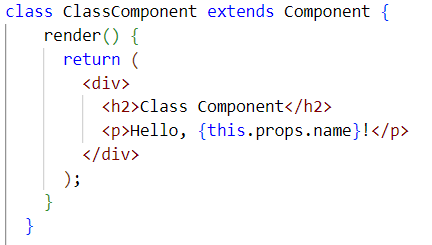 class ClassComponent extends Component {
render() {
return (
<div>
<h2>Class Component</h2>
<p>Hello, {this.props.name}!</p>
</div>
);
}
}